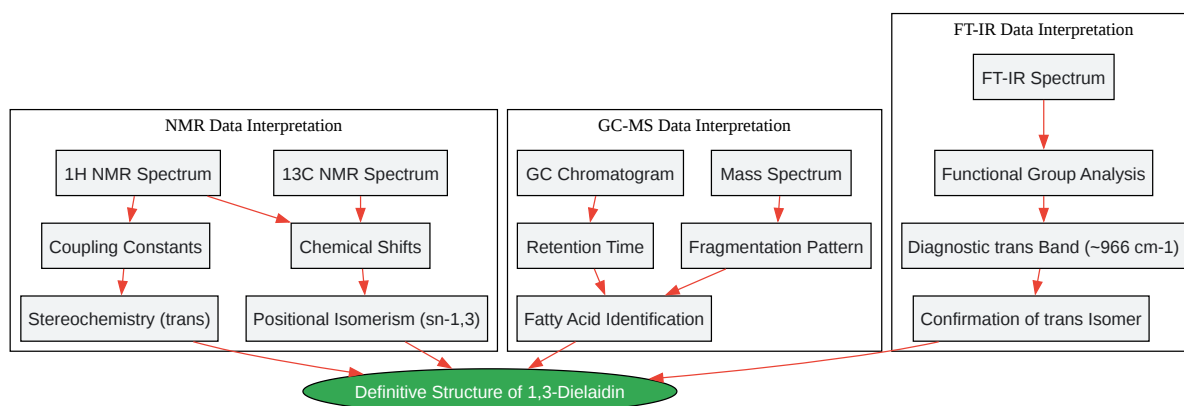 FT-IR Data Interpretation
FT-IR Spectrum
NMR Data Interpretation
GC-MS Data Interpretation
1H NMR Spectrum
13C NMR Spectrum
GC Chromatogram
Mass Spectrum
Functional Group Analysis
Coupling Constants
Chemical Shifts
Retention Time
Fragmentation Pattern
Diagnostic trans Band (~966 cm-1)
Stereochemistry (trans)
Positional Isomerism (sn-1,3)
Fatty Acid Identification
Confirmation of trans Isomer
Definitive Structure of 1,3-Dielaidin